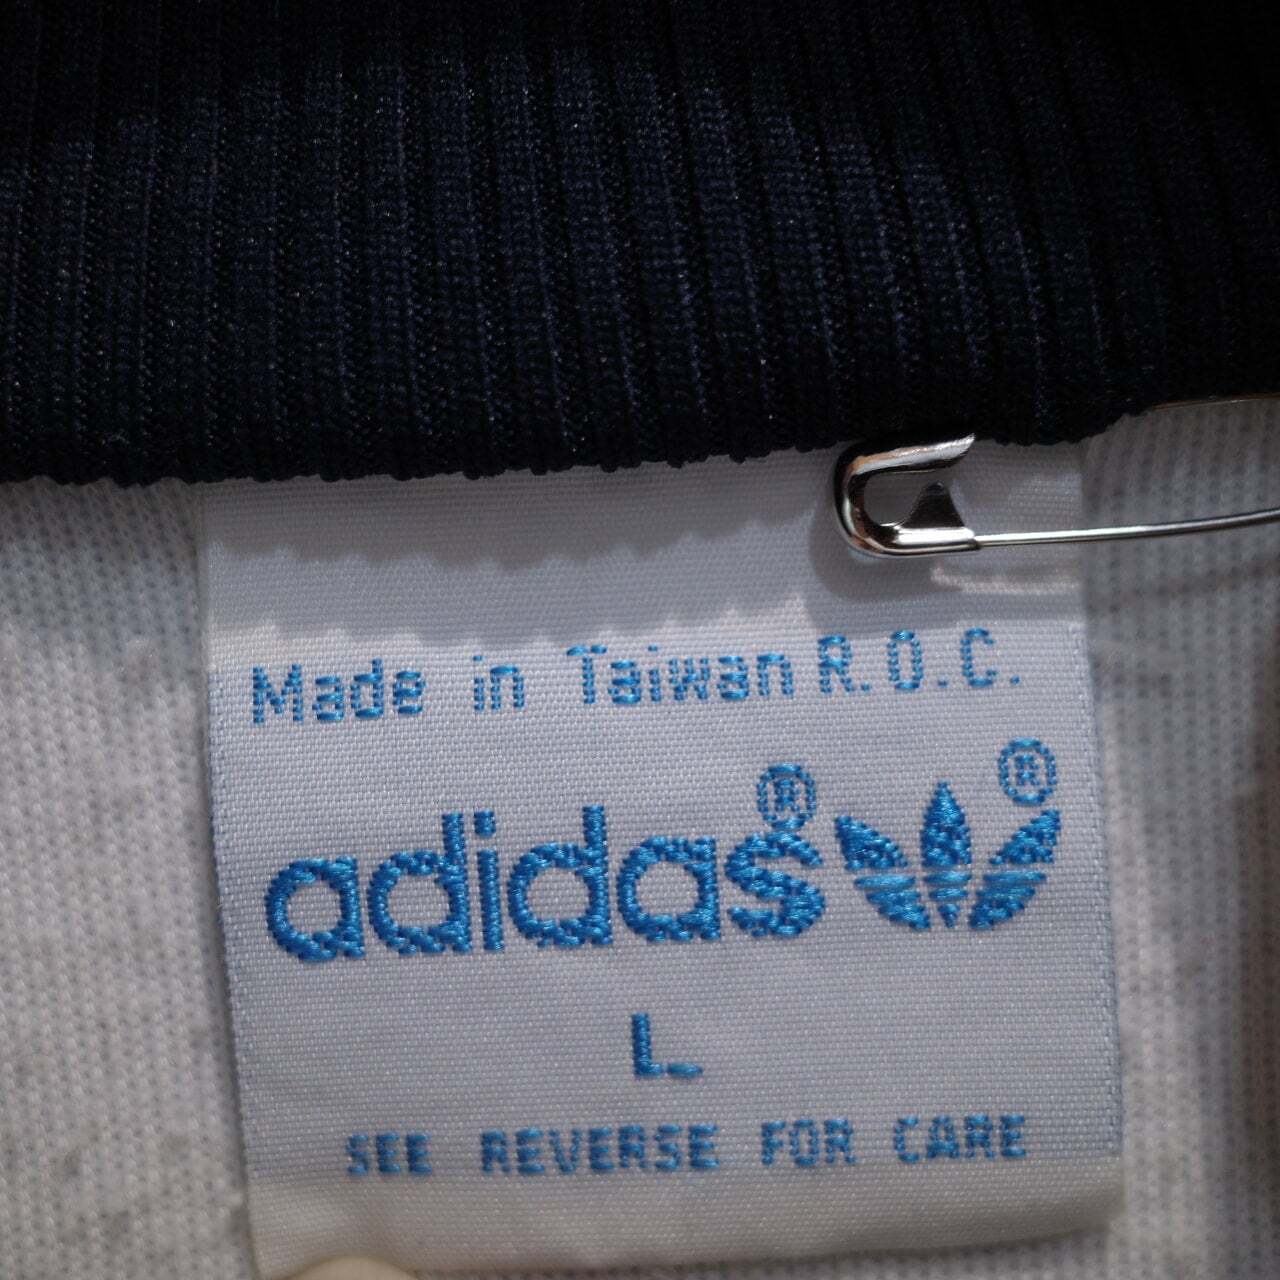 Made in Taiwan R.O.C.
adidas® ®
L
SEE REVERSE FOR CARE